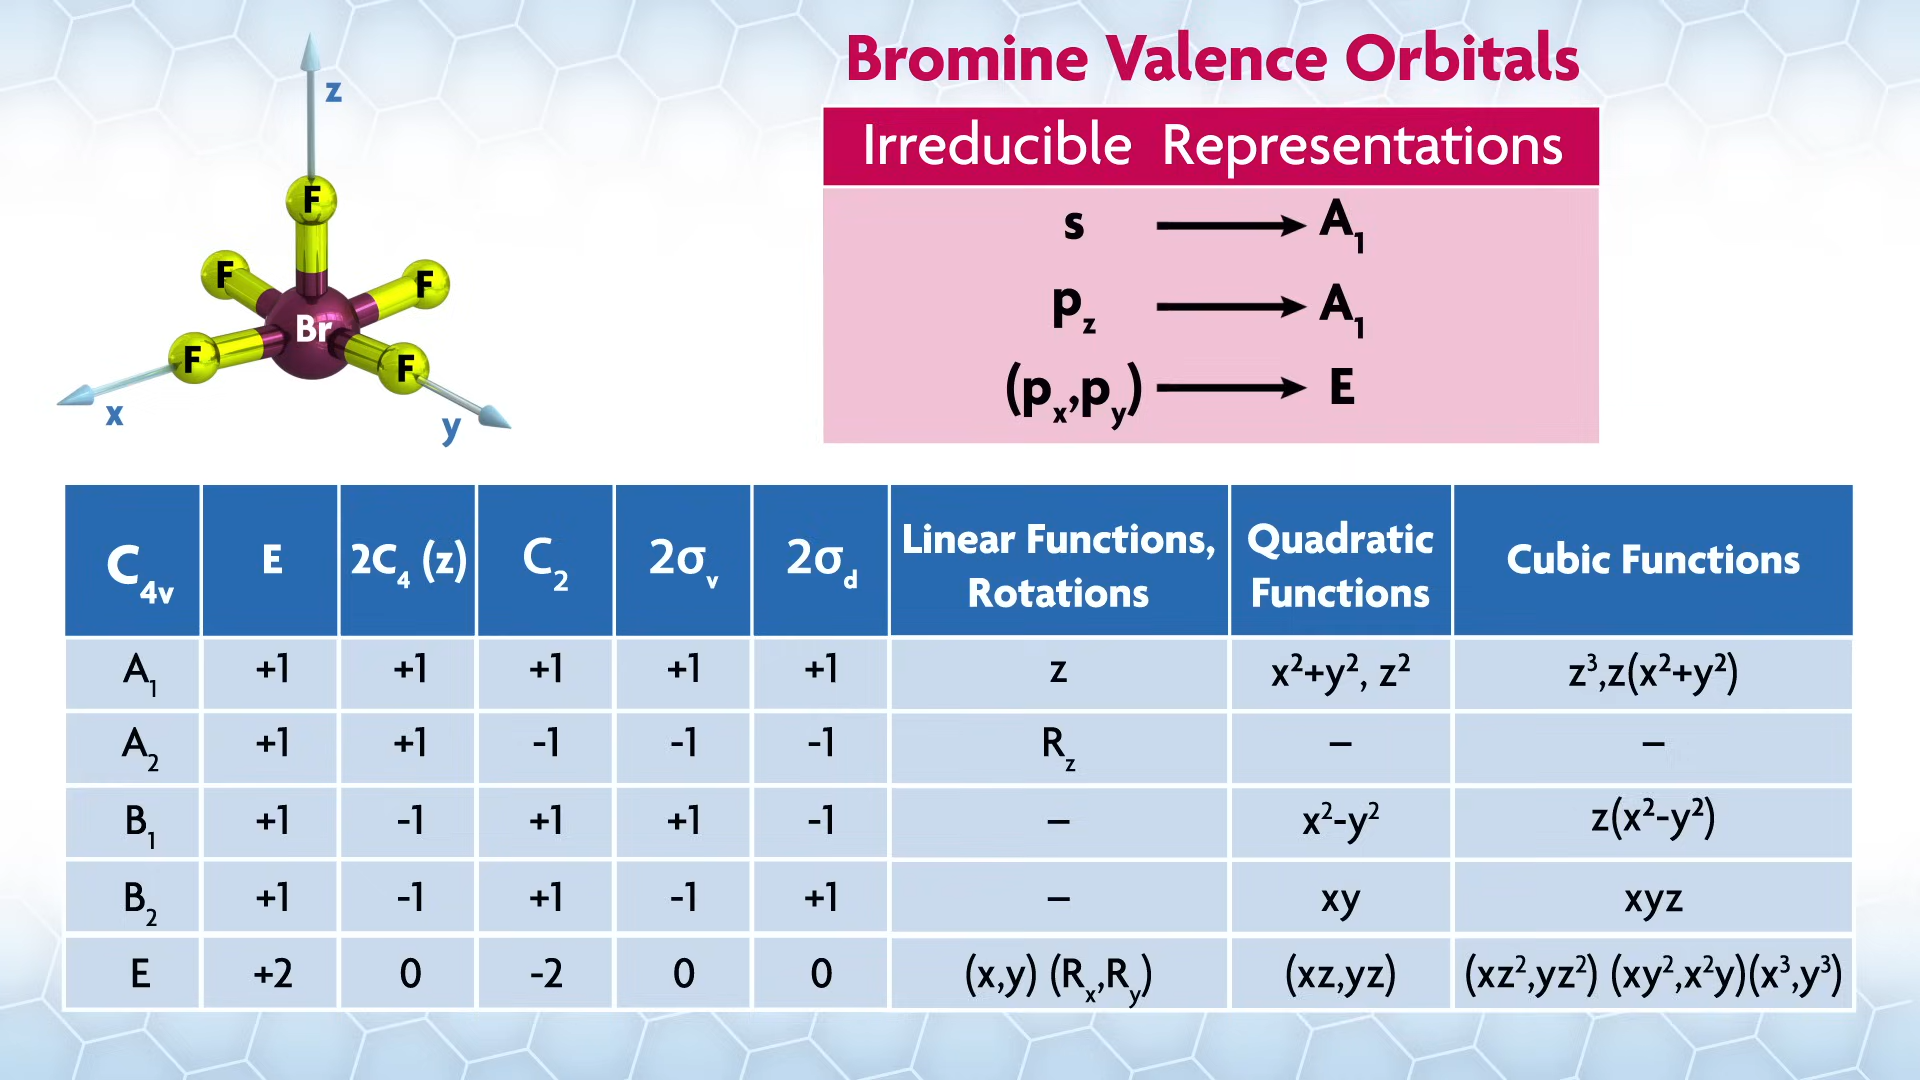 z
F
F
F
Br
F
F
x
y
Bromine Valence Orbitals
Irreducible Representations
s → A₁
p_z → A₁
(pₓ,p_y) → E
C₄ᵥ E 2C₄ (z) C₂ 2σᵥ 2σ_d Linear Functions, Rotations Quadratic Functions Cubic Functions
A₁ +1 +1 +1 +1 +1 z x²+y², z² z³,z(x²+y²)
A₂ +1 +1 -1 -1 -1 R_z – –
B₁ +1 -1 +1 +1 -1 – x²-y² z(x²-y²)
B₂ +1 -1 +1 -1 +1 – xy xyz
E +2 0 -2 0 0 (x,y) (Rₓ,R_y) (xz,yz) (xz²,yz²) (xy²,x²y)(x³,y³)